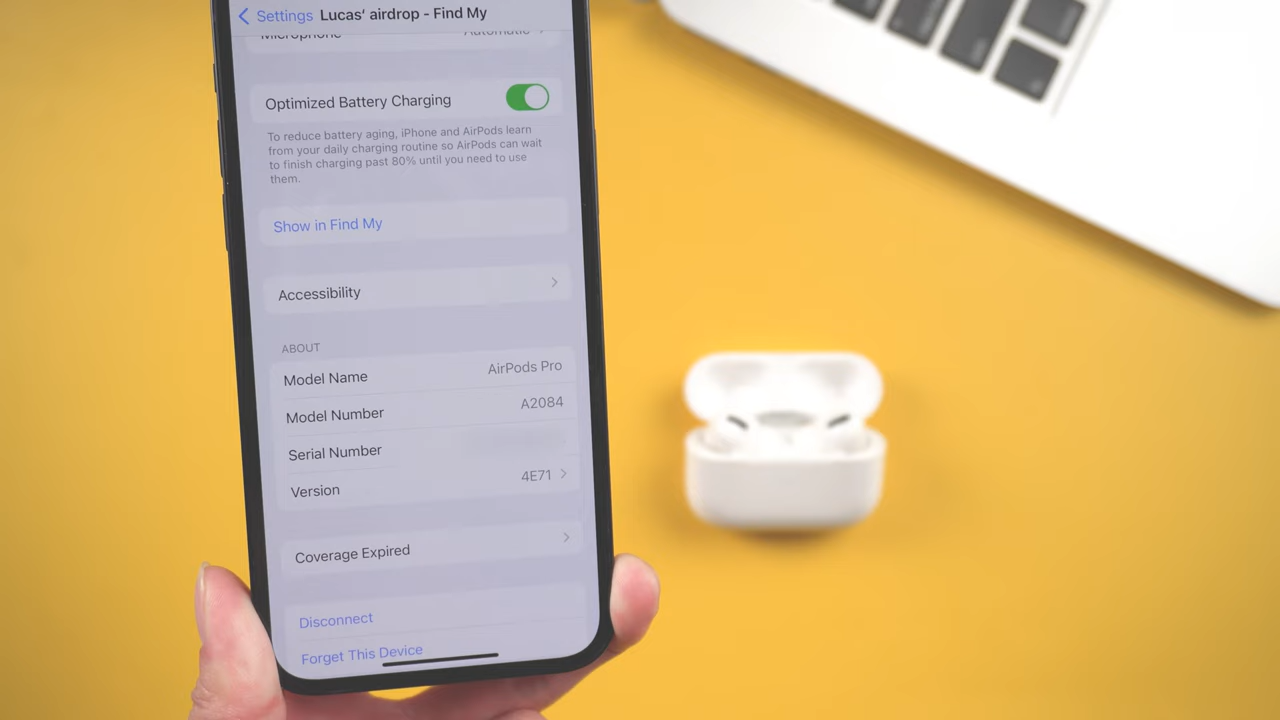 Settings Lucas‘ airdrop - Find My
Microphone Automatic
Optimized Battery Charging
To reduce battery aging, iPhone and AirPods learn
from your daily charging routine so AirPods can wait
to finish charging past 80% until you need to use
them.
Show in Find My
Accessibility
ABOUT
Model Name AirPods Pro
Model Number A2084
Serial Number
Version 4E71
Coverage Expired
Disconnect
Forget This Device